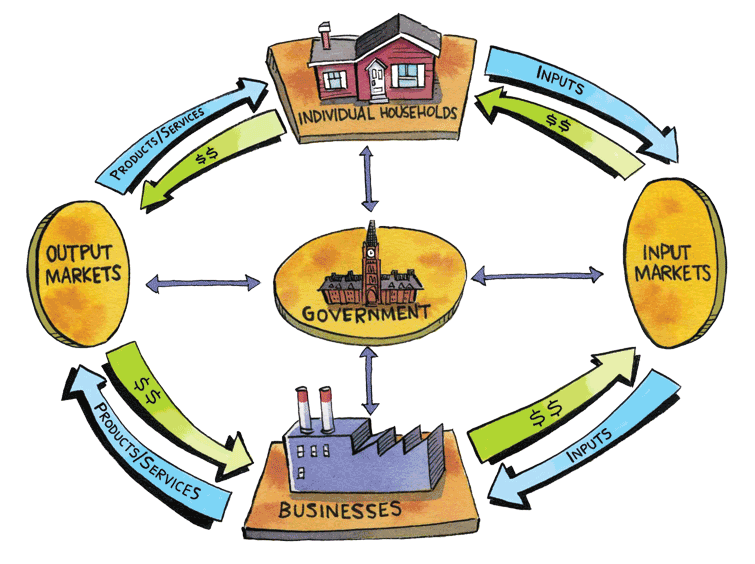 INDIVIDUAL HOUSEHOLDS
PRODUCTS/SERVICES
$$
INPUTS
$$
OUTPUT
MARKETS
GOVERNMENT
INPUT
MARKETS
$$
PRODUCTS/SERVICES
BUSINESSES
$$
INPUTS